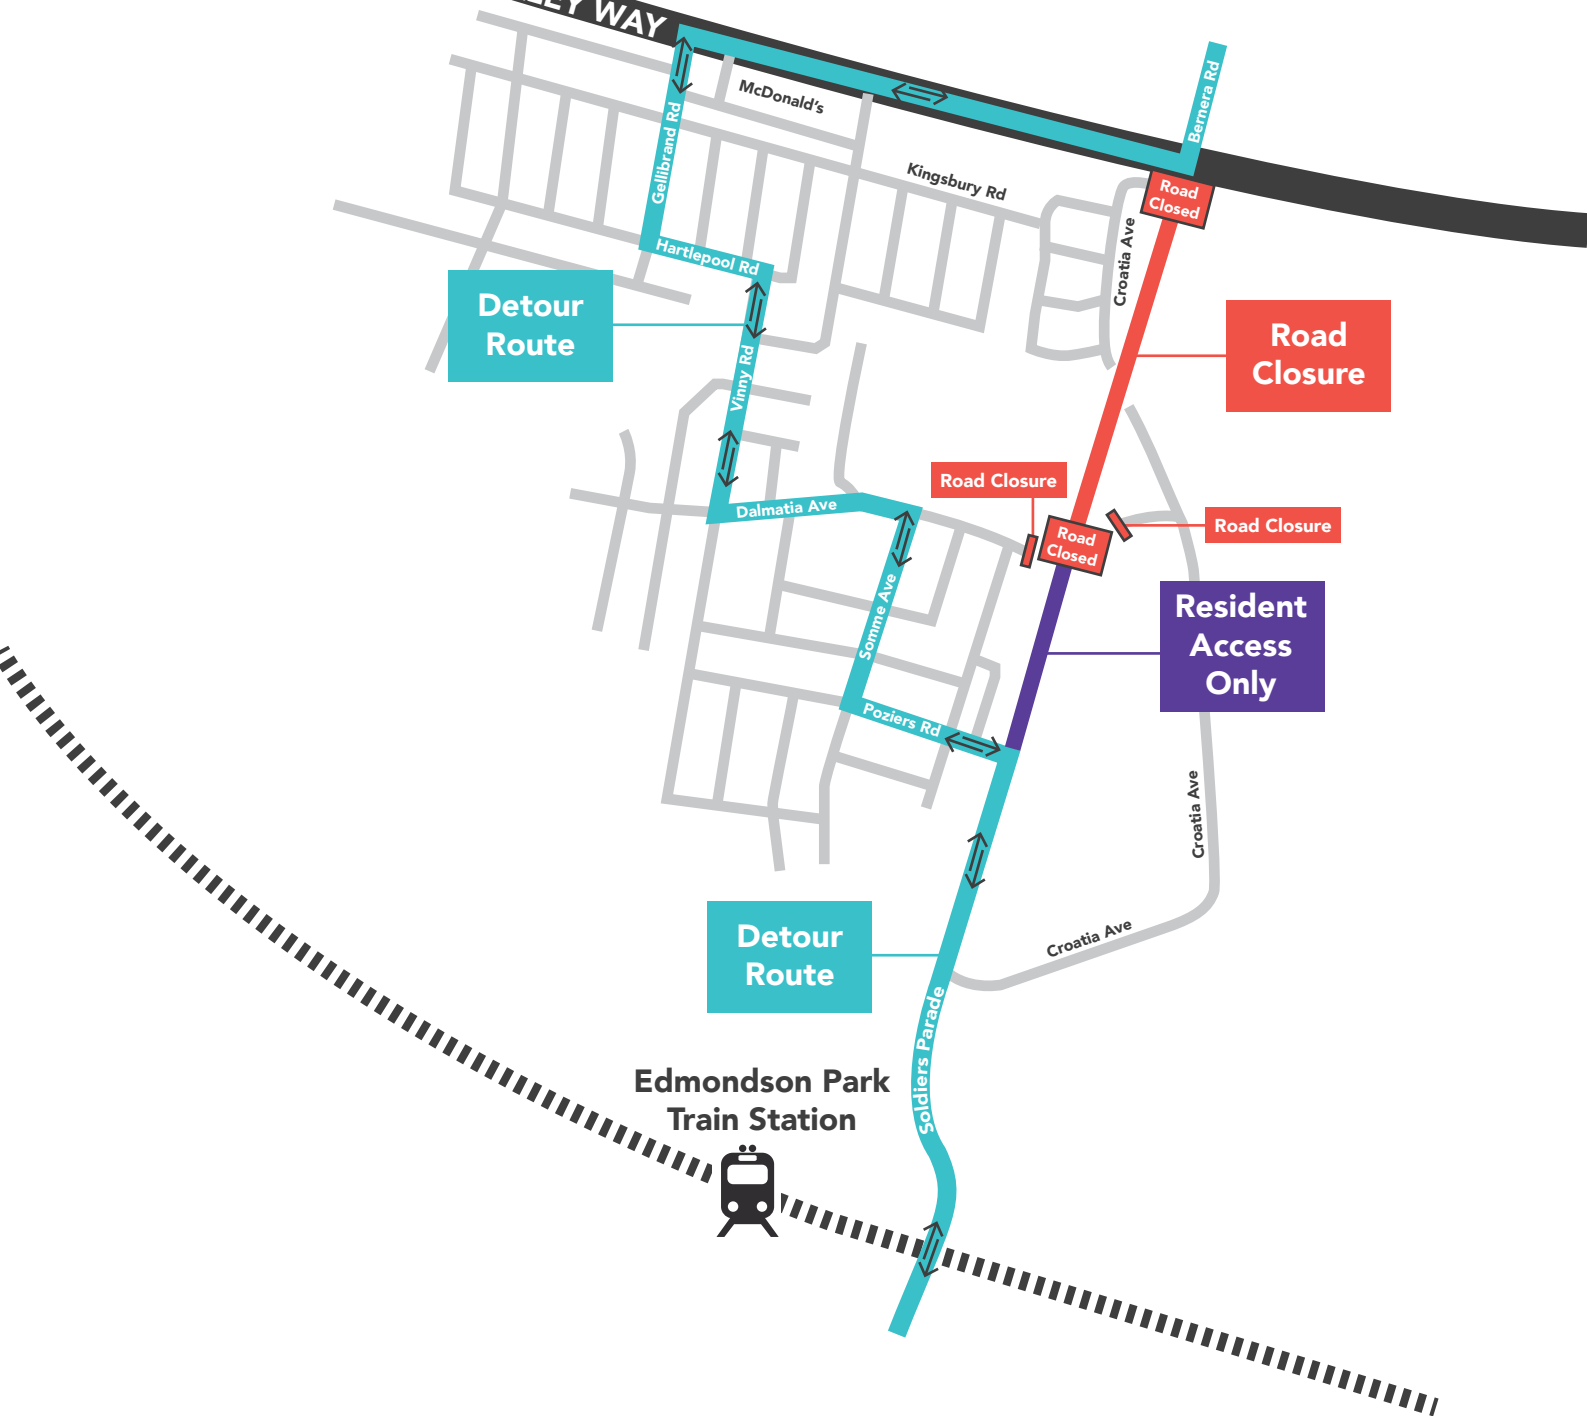 WAY
Bernera Rd
McDonald's
Gellibrand Rd
Kingsbury Rd
Road
Closed
Croatia Ave
Hartlepool Rd
Detour
Route
Road
Closure
Vinny Rd
Road Closure
Dalmatia Ave
Road Closure
Road
Closed
Somme Ave
Resident
Access
Only
Poziers Rd
Croatia Ave
Detour
Route
Croatia Ave
Soldiers Parade
Edmondson Park
Train Station